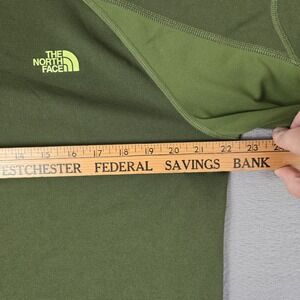 THE
NORTH
FACE
14 15 16 17 18 19 20 21 22 23
ESTCHESTER FEDERAL SAVINGS BANK